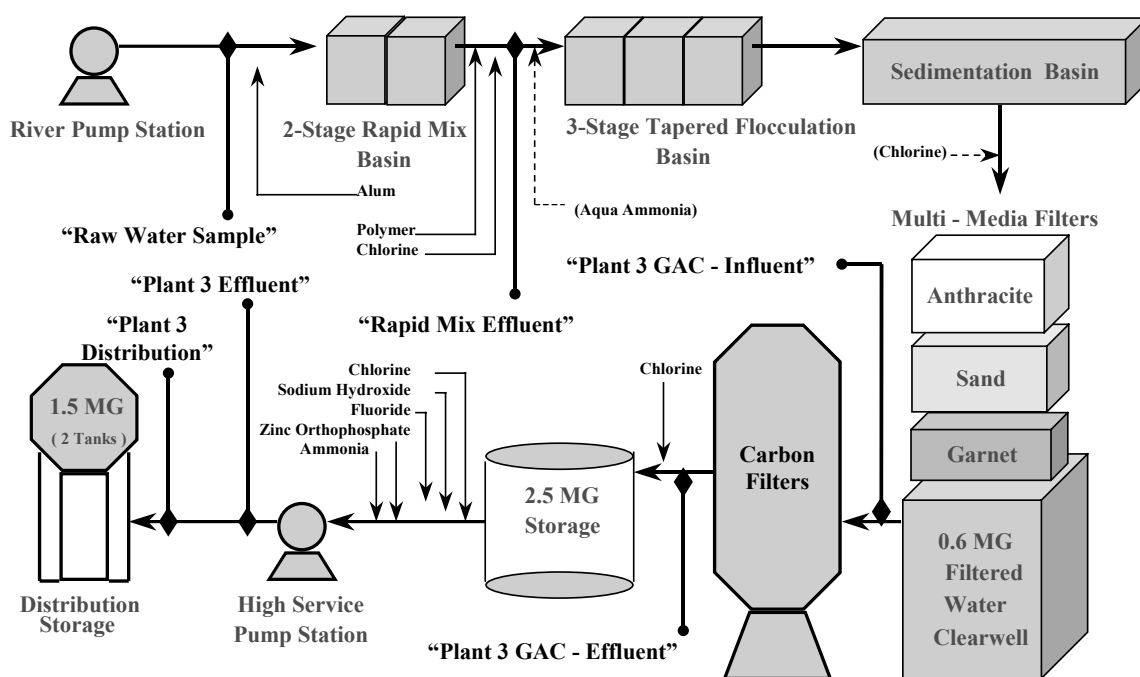 River Pump Station
2-Stage Rapid Mix
Basin
3-Stage Tapered Flocculation
Basin
Sedimentation Basin
Alum
Polymer
Chlorine
(Aqua Ammonia)
(Chlorine)
“Raw Water Sample”
“Rapid Mix Effluent”
Multi - Media Filters
Anthracite
Sand
Garnet
0.6 MG
Filtered
Water
Clearwell
“Plant 3 GAC - Influent”
Carbon
Filters
Chlorine
“Plant 3 GAC - Effluent”
2.5 MG
Storage
Chlorine
Sodium Hydroxide
Fluoride
Zinc Orthophosphate
Ammonia
High Service
Pump Station
“Plant 3 Effluent”
“Plant 3
Distribution”
1.5 MG
( 2 Tanks )
Distribution
Storage